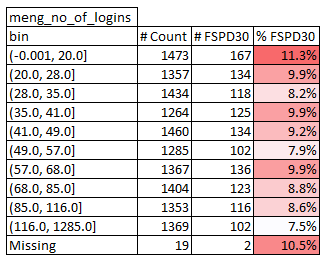 meng_no_of_logins
bin # Count # FSPD30 % FSPD30
(-0.001, 20.0] 1473 167 11.3%
(20.0, 28.0] 1357 134 9.9%
(28.0, 35.0] 1434 118 8.2%
(35.0, 41.0] 1264 125 9.9%
(41.0, 49.0] 1460 134 9.2%
(49.0, 57.0] 1285 102 7.9%
(57.0, 68.0] 1367 136 9.9%
(68.0, 85.0] 1404 123 8.8%
(85.0, 116.0] 1353 116 8.6%
(116.0, 1285.0] 1369 102 7.5%
Missing 19 2 10.5%